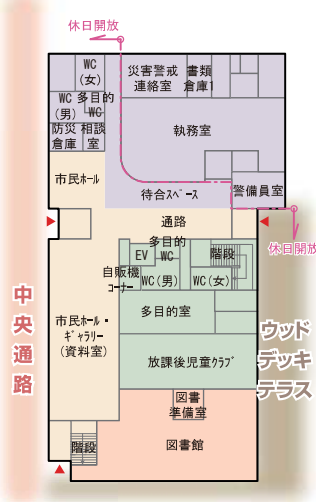 休日開放
WC
(女)
災害警戒
連絡室
書類
倉庫1
WC
(男)
多目的
WC
防災
倉庫
相談
室
執務室
市民ホール
待合スペース
警備員室
通路
休日開放
多目的
WC
EV
階段
自販機
コーナー
WC(男)
WC(女)
中央通路
市民ホール・
ギャラリー
(資料室)
多目的室
放課後児童クラブ
ウッド
デッキ
テラス
図書
準備室
図書館
階段